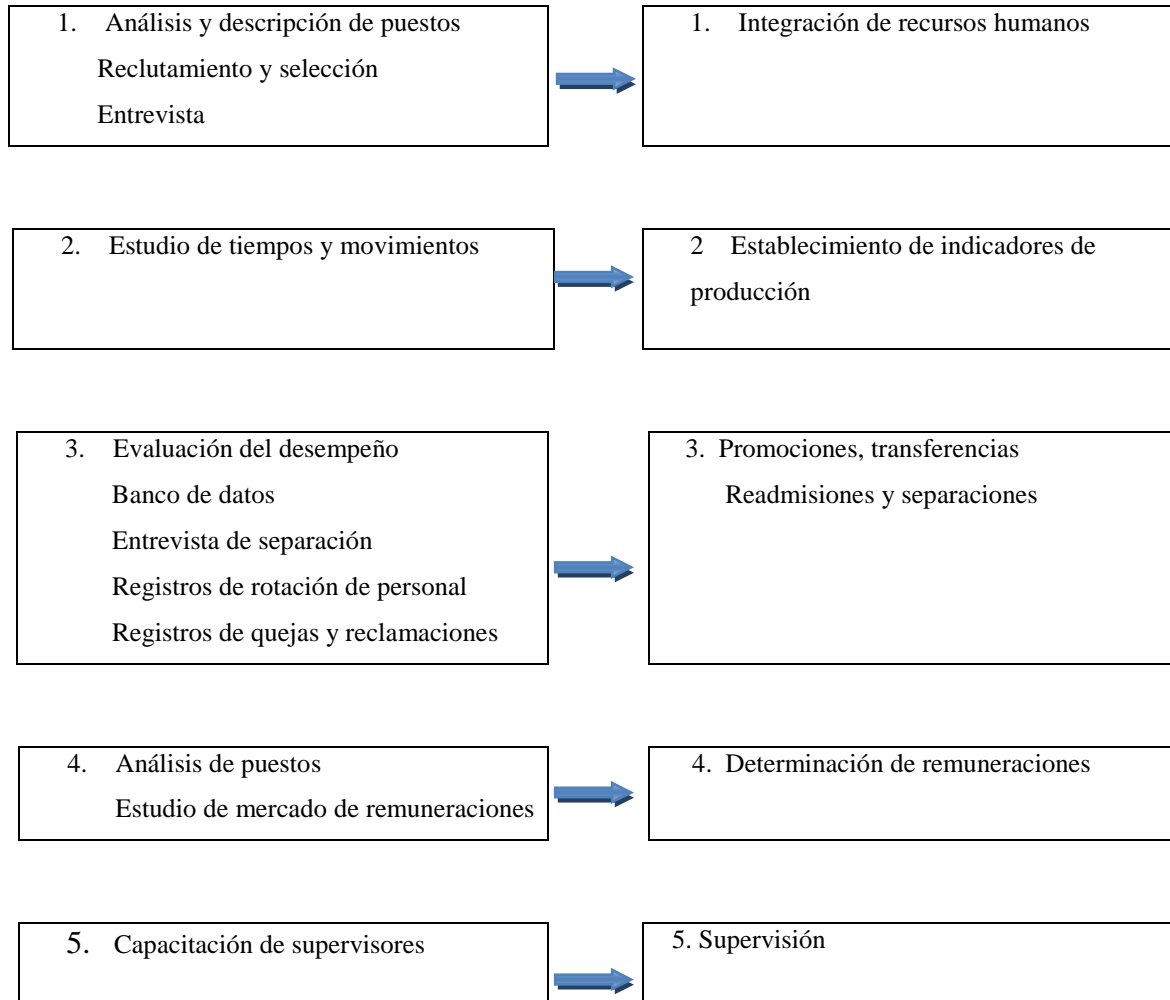 1. Análisis y descripción de puestos
Reclutamiento y selección
Entrevista
1. Integración de recursos humanos
2. Estudio de tiempos y movimientos
2 Establecimiento de indicadores de
producción
3. Evaluación del desempeño
Banco de datos
Entrevista de separación
Registros de rotación de personal
Registros de quejas y reclamaciones
3. Promociones, transferencias
Readmisiones y separaciones
4. Análisis de puestos
Estudio de mercado de remuneraciones
4. Determinación de remuneraciones
5. Capacitación de supervisores
5. Supervisión